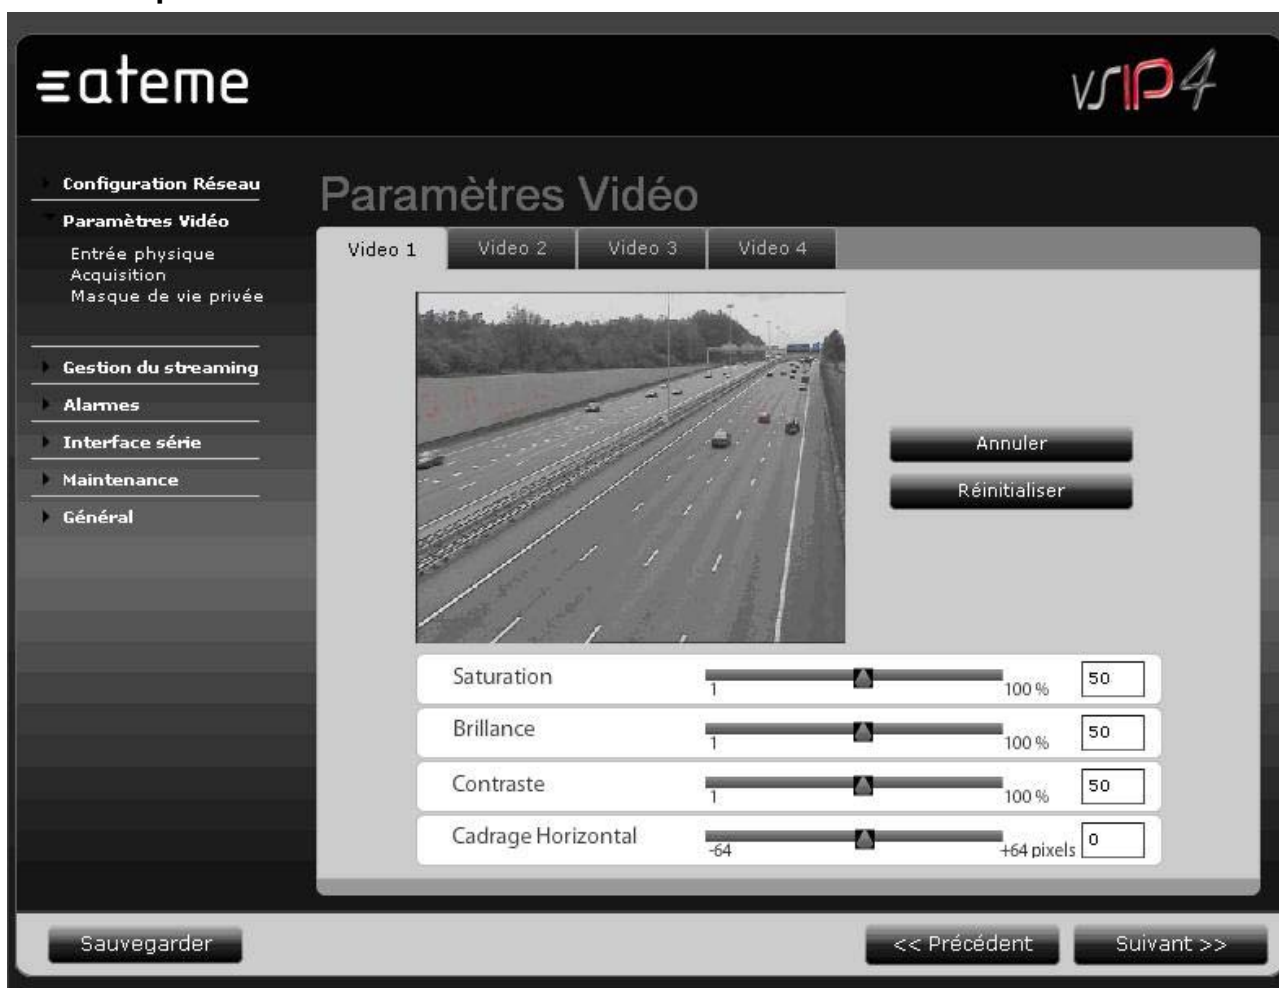 ateme
VSIP4
Configuration Réseau
Paramètres Vidéo
Entrée physique
Acquisition
Masque de vie privée
Gestion du streaming
Alarmes
Interface série
Maintenance
Général
Paramètres Vidéo
Video 1 Video 2 Video 3 Video 4
Annuler
Réinitialiser
Saturation 1 100 % 50
Brillance 1 100 % 50
Contraste 1 100 % 50
Cadrage Horizontal -64 +64 pixels 0
Sauvegarder << Précédent Suivant >>